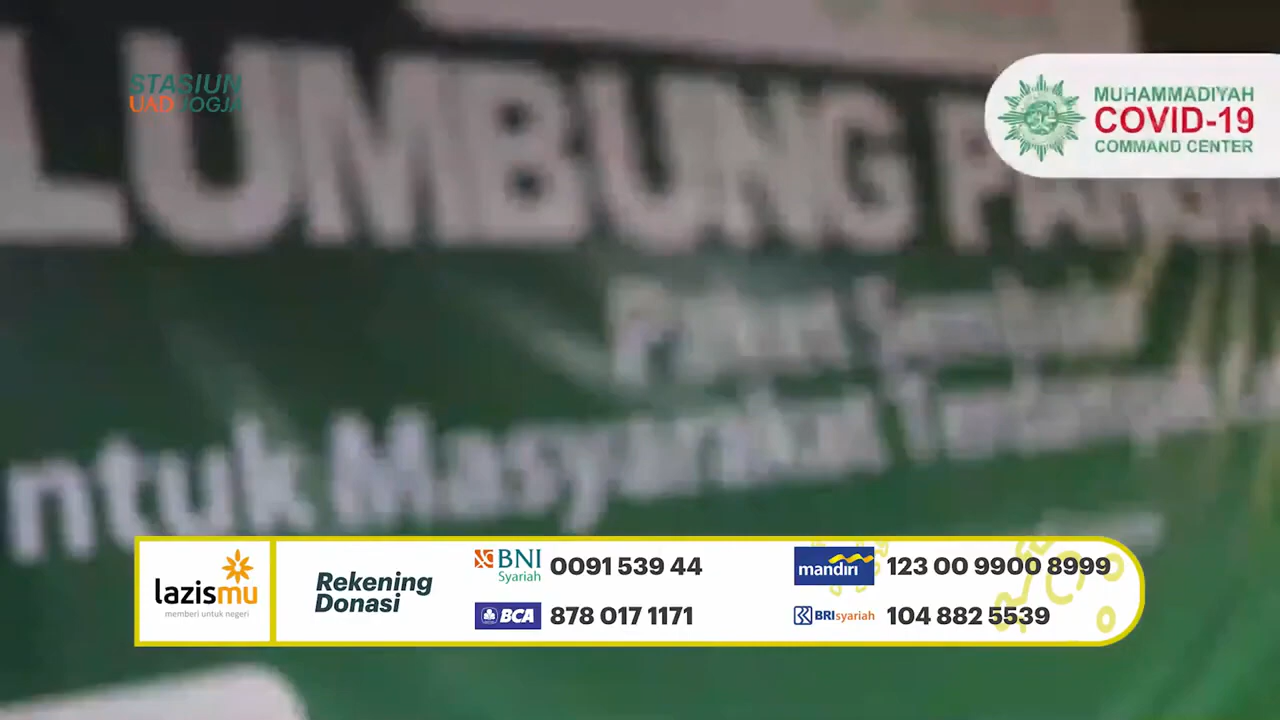 STASIUN
UAD JOGJA
MUHAMMADIYAH
COVID-19
COMMAND CENTER
LUMBUNG
ntuk Masyarakat
lazismu
memberi untuk negeri
Rekening
Donasi
BNI
Syariah
0091 539 44
mandiri
123 00 9900 8999
BCA
878 017 1171
BRIsyariah
104 882 5539